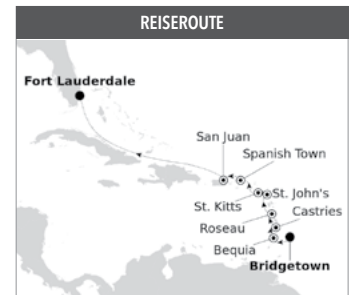 REISEROUTE
Fort Lauderdale
San Juan
Spanish Town
St. John's
St. Kitts
Castries
Roseau
Bequia
Bridgetown